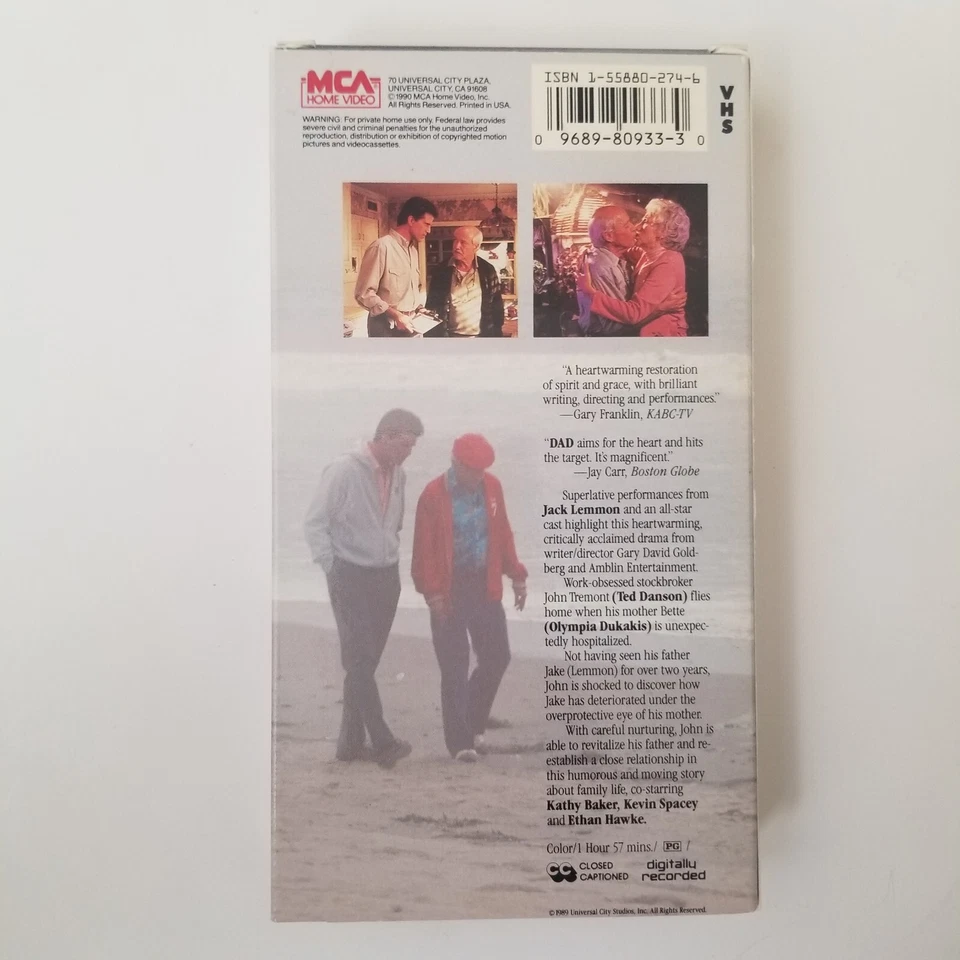 MCA
HOME VIDEO
70 UNIVERSAL CITY PLAZA,
UNIVERSAL CITY, CA 91608
© 1990 MCA Home Video, Inc.
All Rights Reserved. Printed in USA.
WARNING: For private home use only. Federal law provides
severe civil and criminal penalties for the unauthorized
reproduction, distribution or exhibition of copyrighted motion
pictures and videocassettes.
ISBN 1-55880-274-6
0 9689-80933-3 0
VHS
"A heartwarming restoration
of spirit and grace, with brilliant
writing, directing and performances."
—Gary Franklin, KABC-TV
"DAD aims for the heart and hits
the target. It's magnificent."
—Jay Carr, Boston Globe
Superlative performances from
Jack Lemmon and an all-star
cast highlight this heartwarming,
critically acclaimed drama from
writer/director Gary David Gold-
berg and Amblin Entertainment.
Work-obsessed stockbroker
John Tremont (Ted Danson) flies
home when his mother Bette
(Olympia Dukakis) is unexpec-
tedly hospitalized.
Not having seen his father
Jake (Lemmon) for over two years,
John is shocked to discover how
Jake has deteriorated under the
overprotective eye of his mother.
With careful nurturing, John is
able to revitalize his father and re-
establish a close relationship in
this humorous and moving story
about family life, co-starring
Kathy Baker, Kevin Spacey
and Ethan Hawke.
Color/1 Hour 57 mins./ PG /
CC CLOSED
CAPTIONED
digitally
recorded
© 1989 Universal City Studios, Inc. All Rights Reserved.